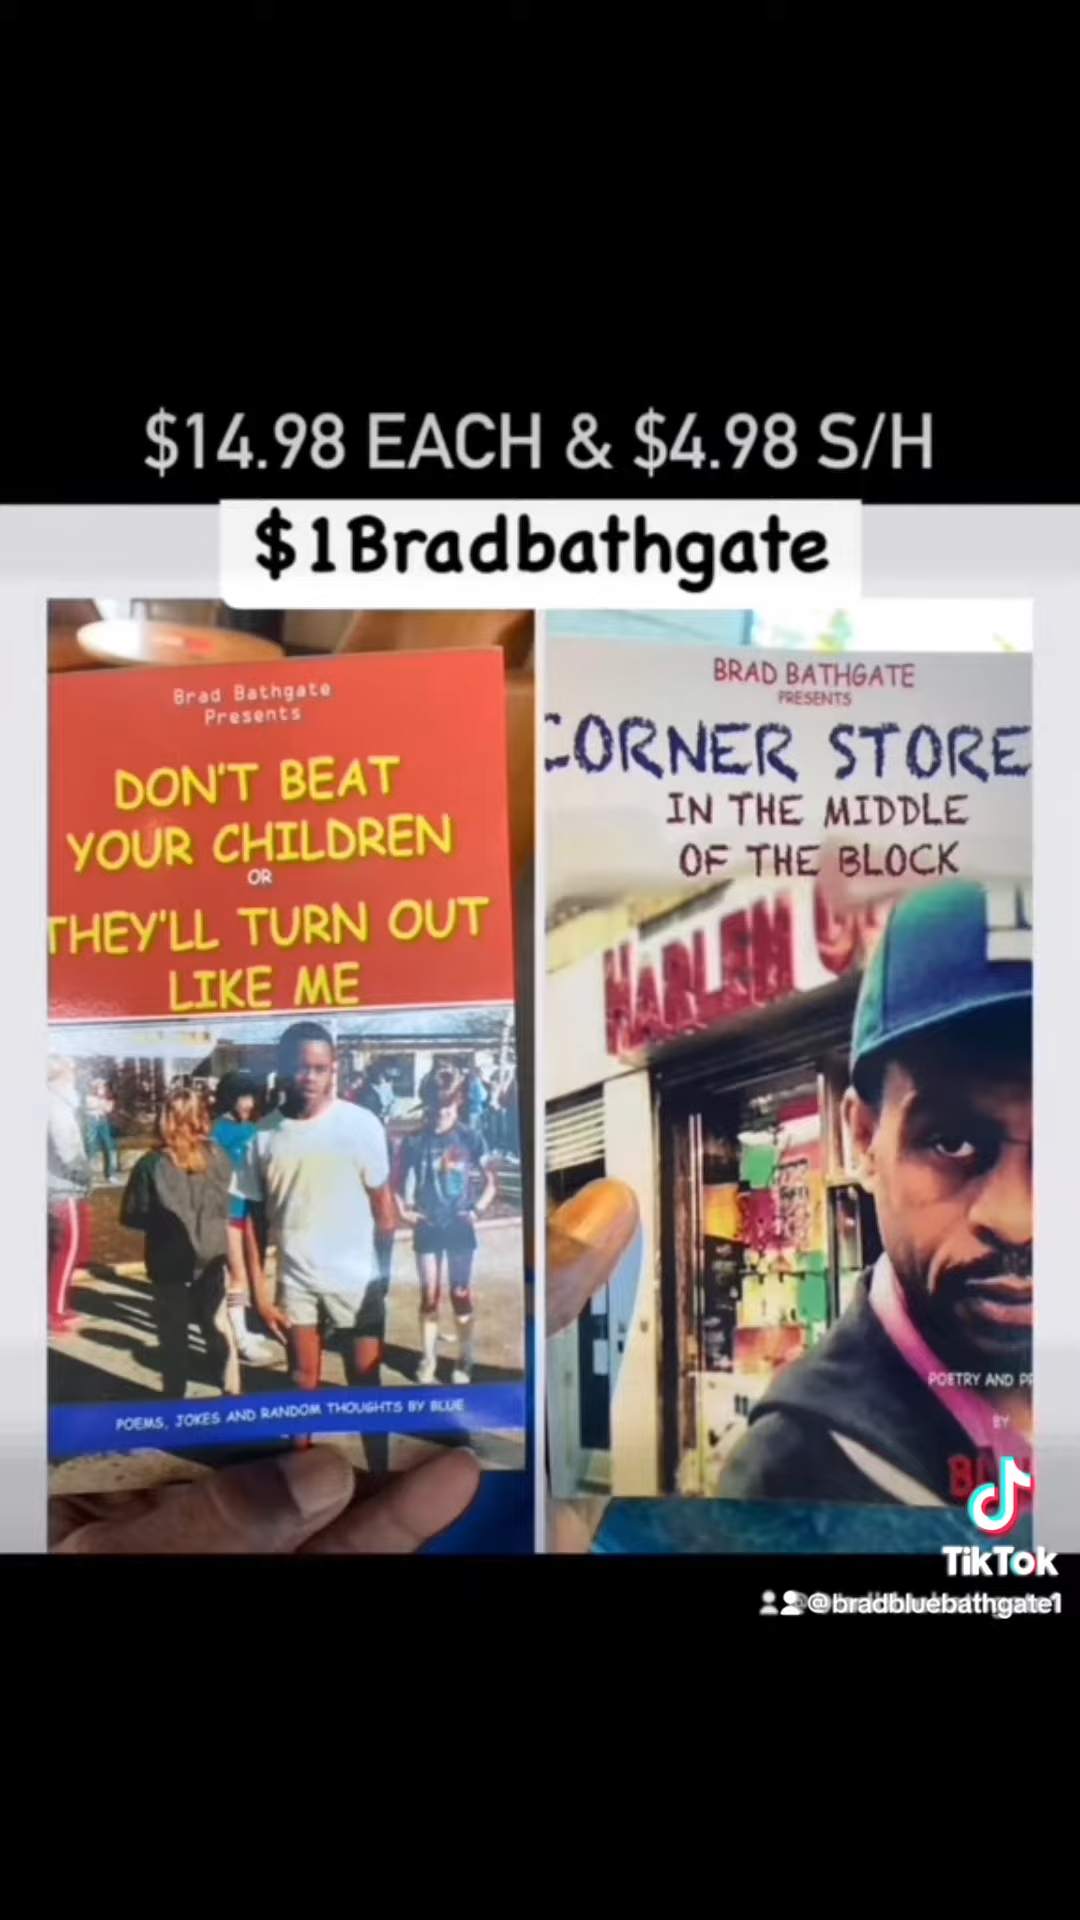 $14.98 EACH & $4.98 S/H
$1Bradbathgate
Brad Bathgate
Presents
DON'T BEAT
YOUR CHILDREN
OR
THEY'LL TURN OUT
LIKE ME
POEMS, JOKES AND RANDOM THOUGHTS BY BLUE
BRAD BATHGATE
PRESENTS
CORNER STORE
IN THE MIDDLE
OF THE BLOCK
HARLEM
POETRY AND
BY
TikTok
@bradbluebathgate1